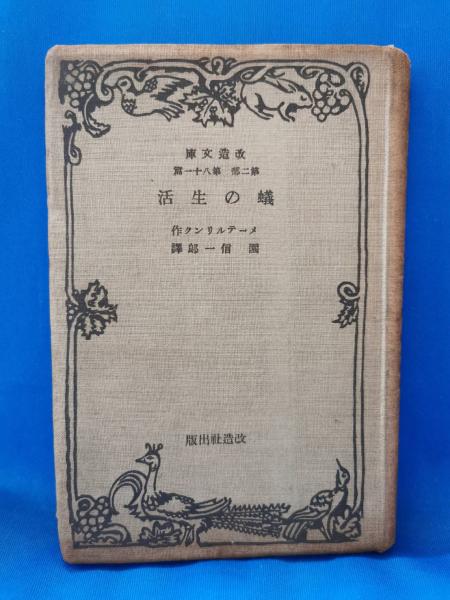 改造文庫
第二部 第八十一篇
蟻の生活
メーテルリンク作
園 信一郎譯
改造社出版